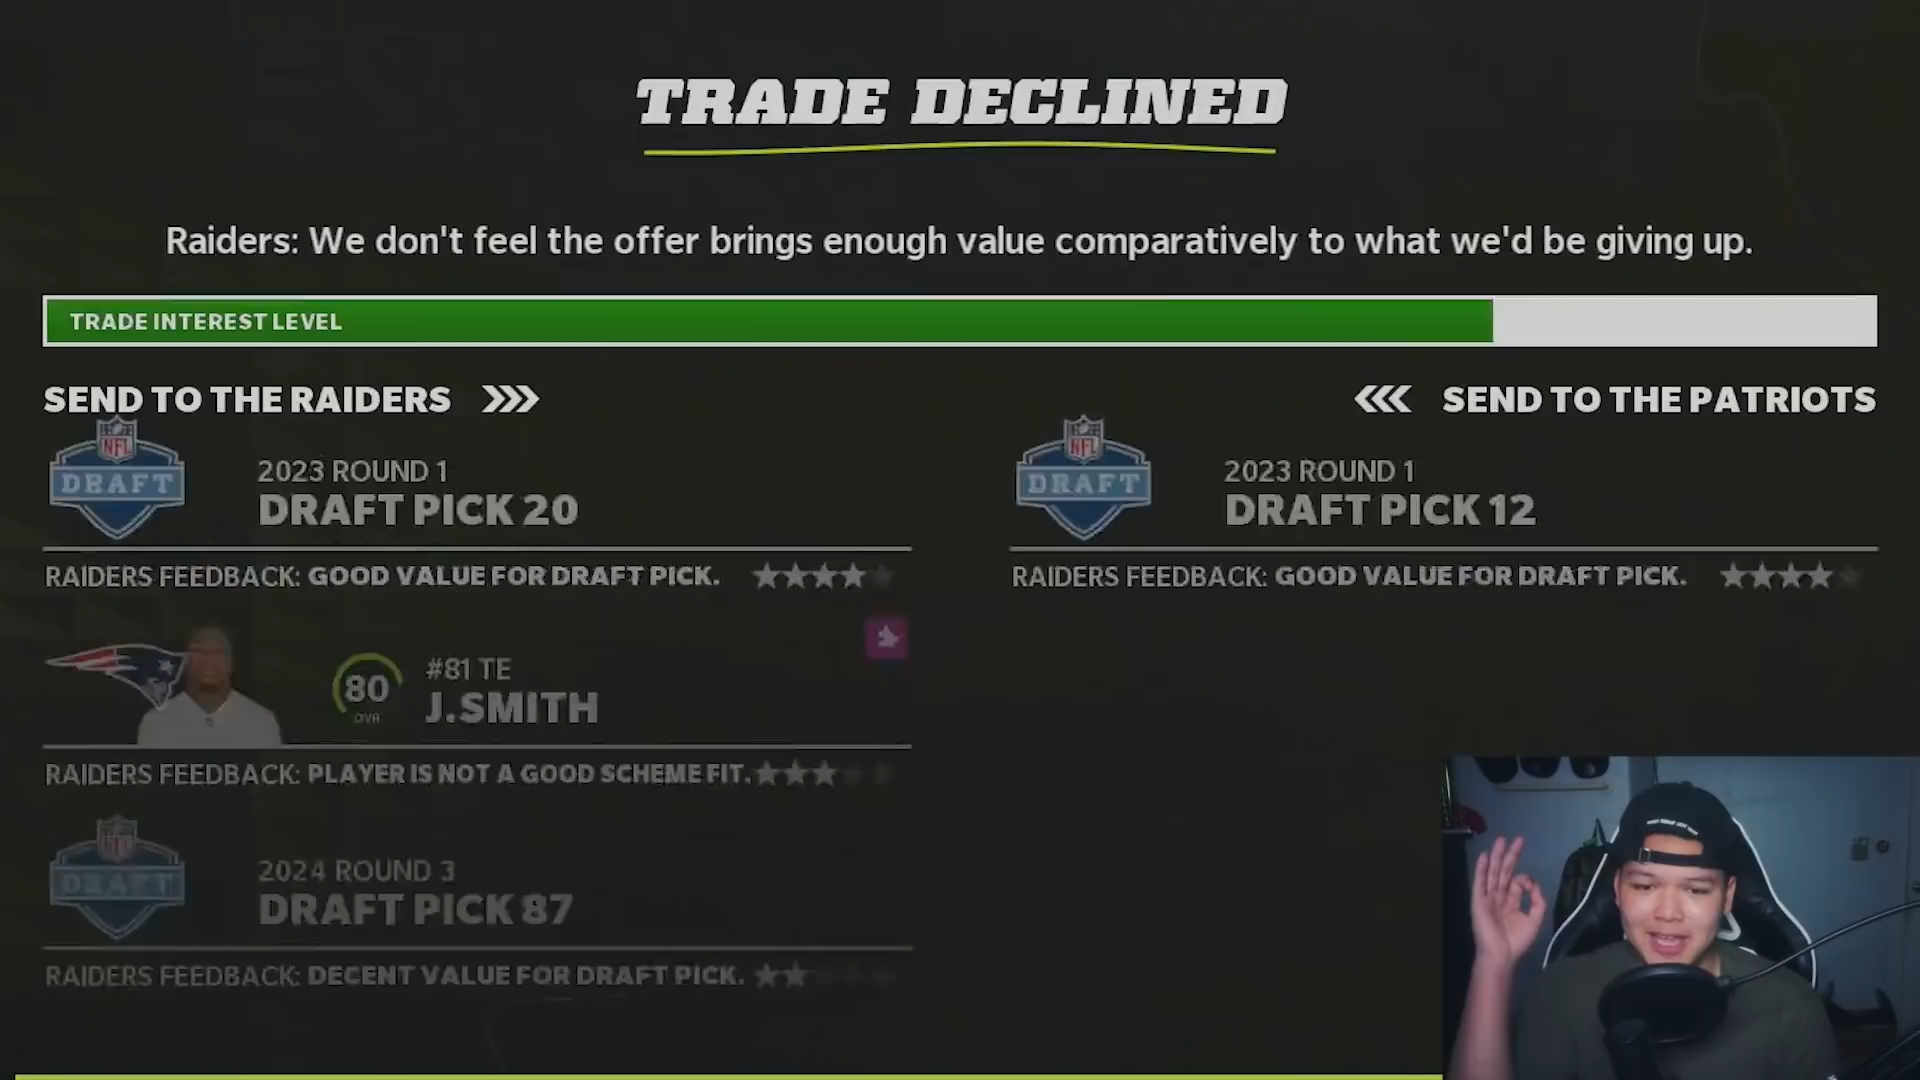 TRADE DECLINED
Raiders: We don't feel the offer brings enough value comparatively to what we'd be giving up.
TRADE INTEREST LEVEL
SEND TO THE RAIDERS
SEND TO THE PATRIOTS
NFL
DRAFT
2023 ROUND 1
DRAFT PICK 20
NFL
DRAFT
2023 ROUND 1
DRAFT PICK 12
RAIDERS FEEDBACK: GOOD VALUE FOR DRAFT PICK.
RAIDERS FEEDBACK: GOOD VALUE FOR DRAFT PICK.
80
OVR
#81 TE
J.SMITH
RAIDERS FEEDBACK: PLAYER IS NOT A GOOD SCHEME FIT.
NFL
DRAFT
2024 ROUND 3
DRAFT PICK 87
RAIDERS FEEDBACK: DECENT VALUE FOR DRAFT PICK.